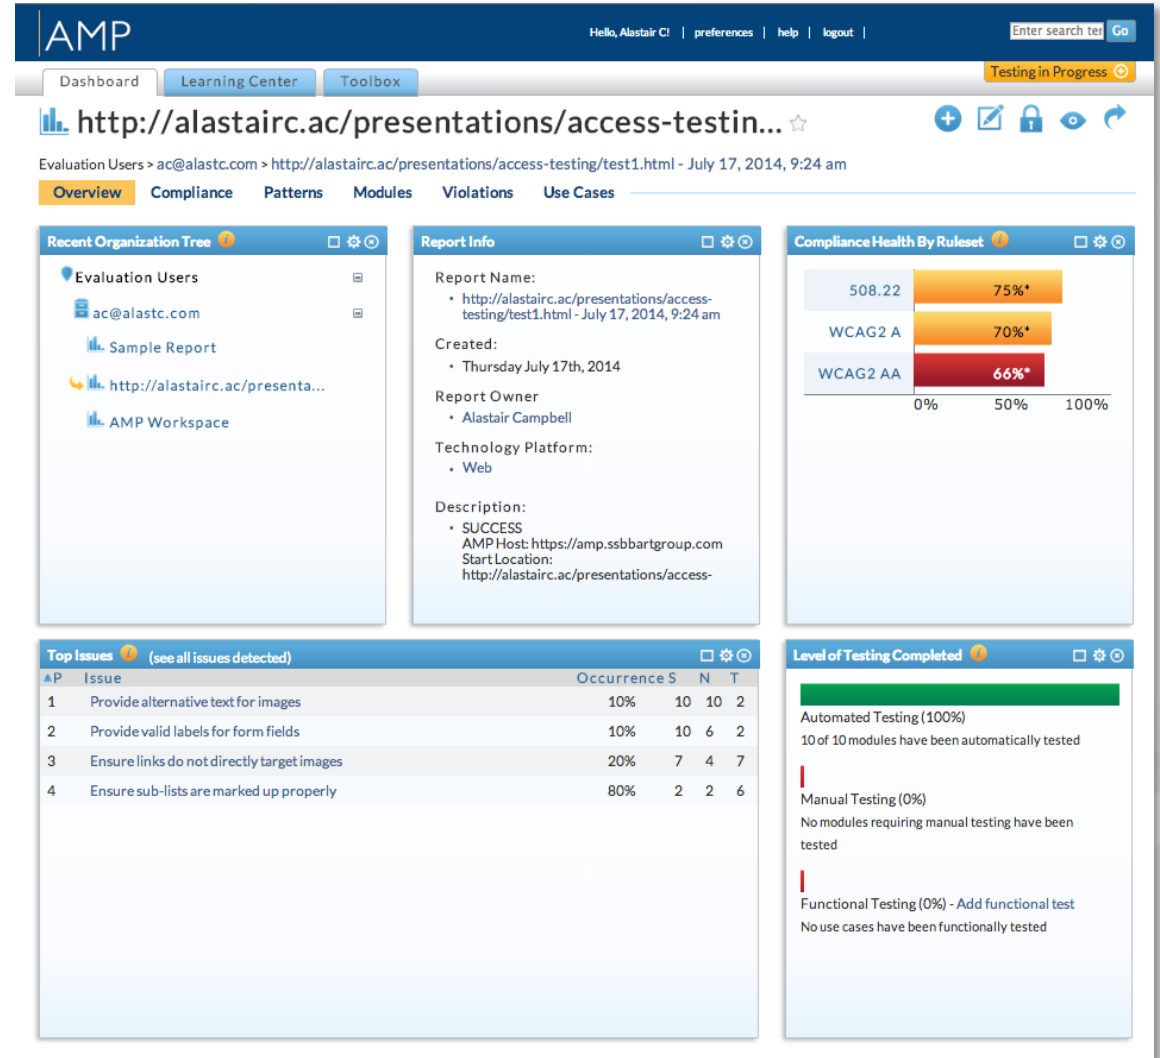 AMP
Hello, Alastair C! | preferences | help | logout |
Enter search ter Go
Dashboard Learning Center Toolbox
Testing in Progress
http://alastairc.ac/presentations/access-testin...
Evaluation Users > ac@alastc.com > http://alastairc.ac/presentations/access-testing/test1.html - July 17, 2014, 9:24 am
Overview Compliance Patterns Modules Violations Use Cases
Recent Organization Tree
Evaluation Users
ac@alastc.com
Sample Report
http://alastairc.ac/presenta...
AMP Workspace
Report Info
Report Name:
• http://alastairc.ac/presentations/access-
testing/test1.html - July 17, 2014, 9:24 am
Created:
• Thursday July 17th, 2014
Report Owner
• Alastair Campbell
Technology Platform:
• Web
Description:
• SUCCESS
AMP Host: https://amp.ssbbartgroup.com
Start Location:
http://alastairc.ac/presentations/access-
Compliance Health By Ruleset
508.22 75%*
WCAG2 A 70%*
WCAG2 AA 66%*
0% 50% 100%
Top Issues (see all issues detected)
P Issue Occurrence S N T
1 Provide alternative text for images 10% 10 10 2
2 Provide valid labels for form fields 10% 10 6 2
3 Ensure links do not directly target images 20% 7 4 7
4 Ensure sub-lists are marked up properly 80% 2 2 6
Level of Testing Completed
Automated Testing (100%)
10 of 10 modules have been automatically tested
Manual Testing (0%)
No modules requiring manual testing have been
tested
Functional Testing (0%) - Add functional test
No use cases have been functionally tested